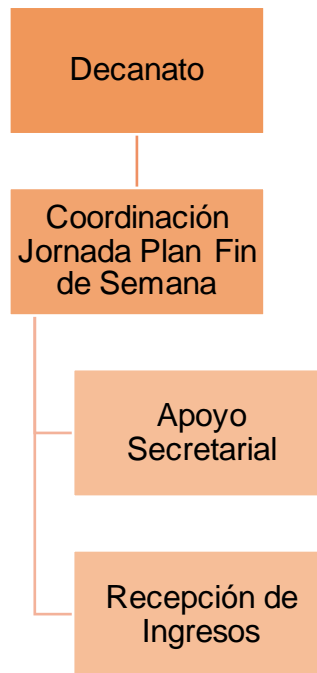 Decanato
Coordinación
Jornada Plan Fin
de Semana
Apoyo
Secretarial
Recepción de
Ingresos